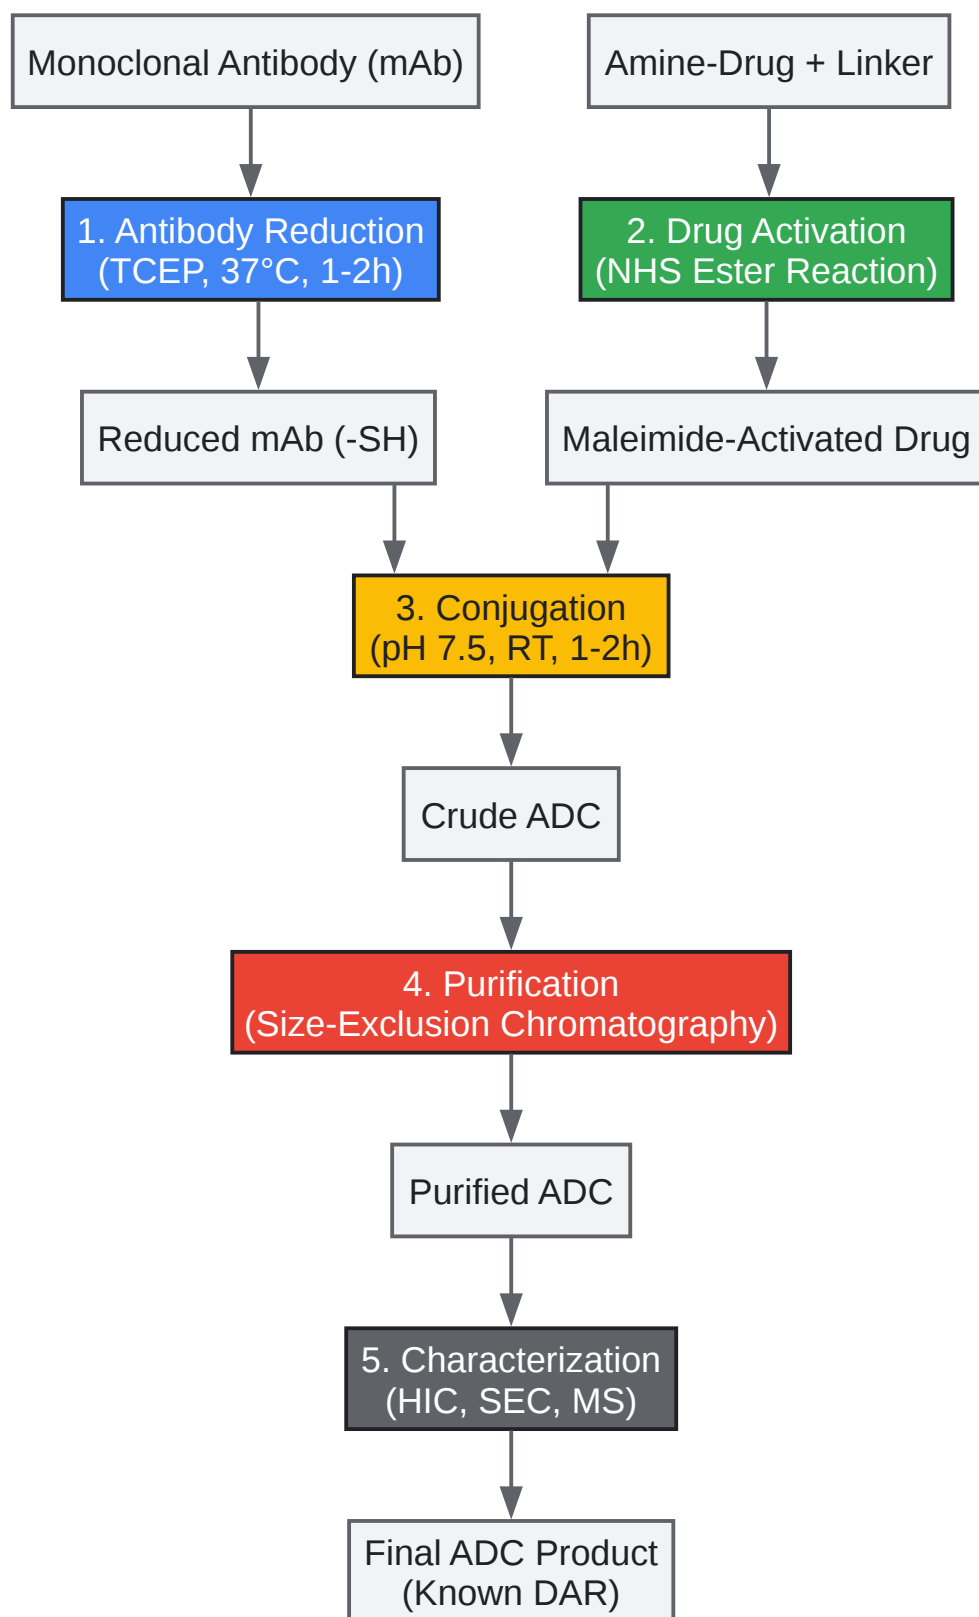 Monoclonal Antibody (mAb)
Amine-Drug + Linker
1. Antibody Reduction
(TCEP, 37°C, 1-2h)
2. Drug Activation
(NHS Ester Reaction)
Reduced mAb (-SH)
Maleimide-Activated Drug
3. Conjugation
(pH 7.5, RT, 1-2h)
Crude ADC
4. Purification
(Size-Exclusion Chromatography)
Purified ADC
5. Characterization
(HIC, SEC, MS)
Final ADC Product
(Known DAR)